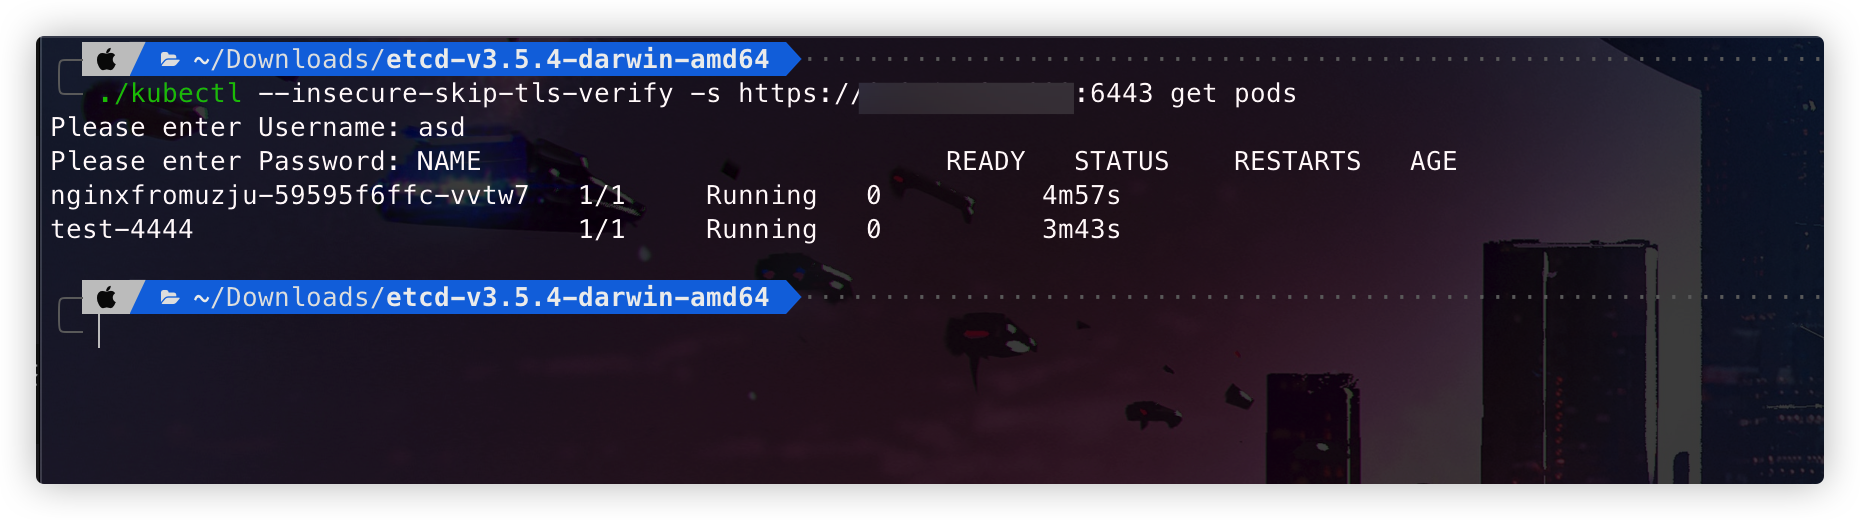 ~/Downloads/etcd-v3.5.4-darwin-amd64
./kubectl --insecure-skip-tls-verify -s https://:6443 get pods
Please enter Username: asd
Please enter Password: NAME READY STATUS RESTARTS AGE
nginxfromuzju-59595f6ffc-vvtw7 1/1 Running 0 4m57s
test-4444 1/1 Running 0 3m43s
~/Downloads/etcd-v3.5.4-darwin-amd64